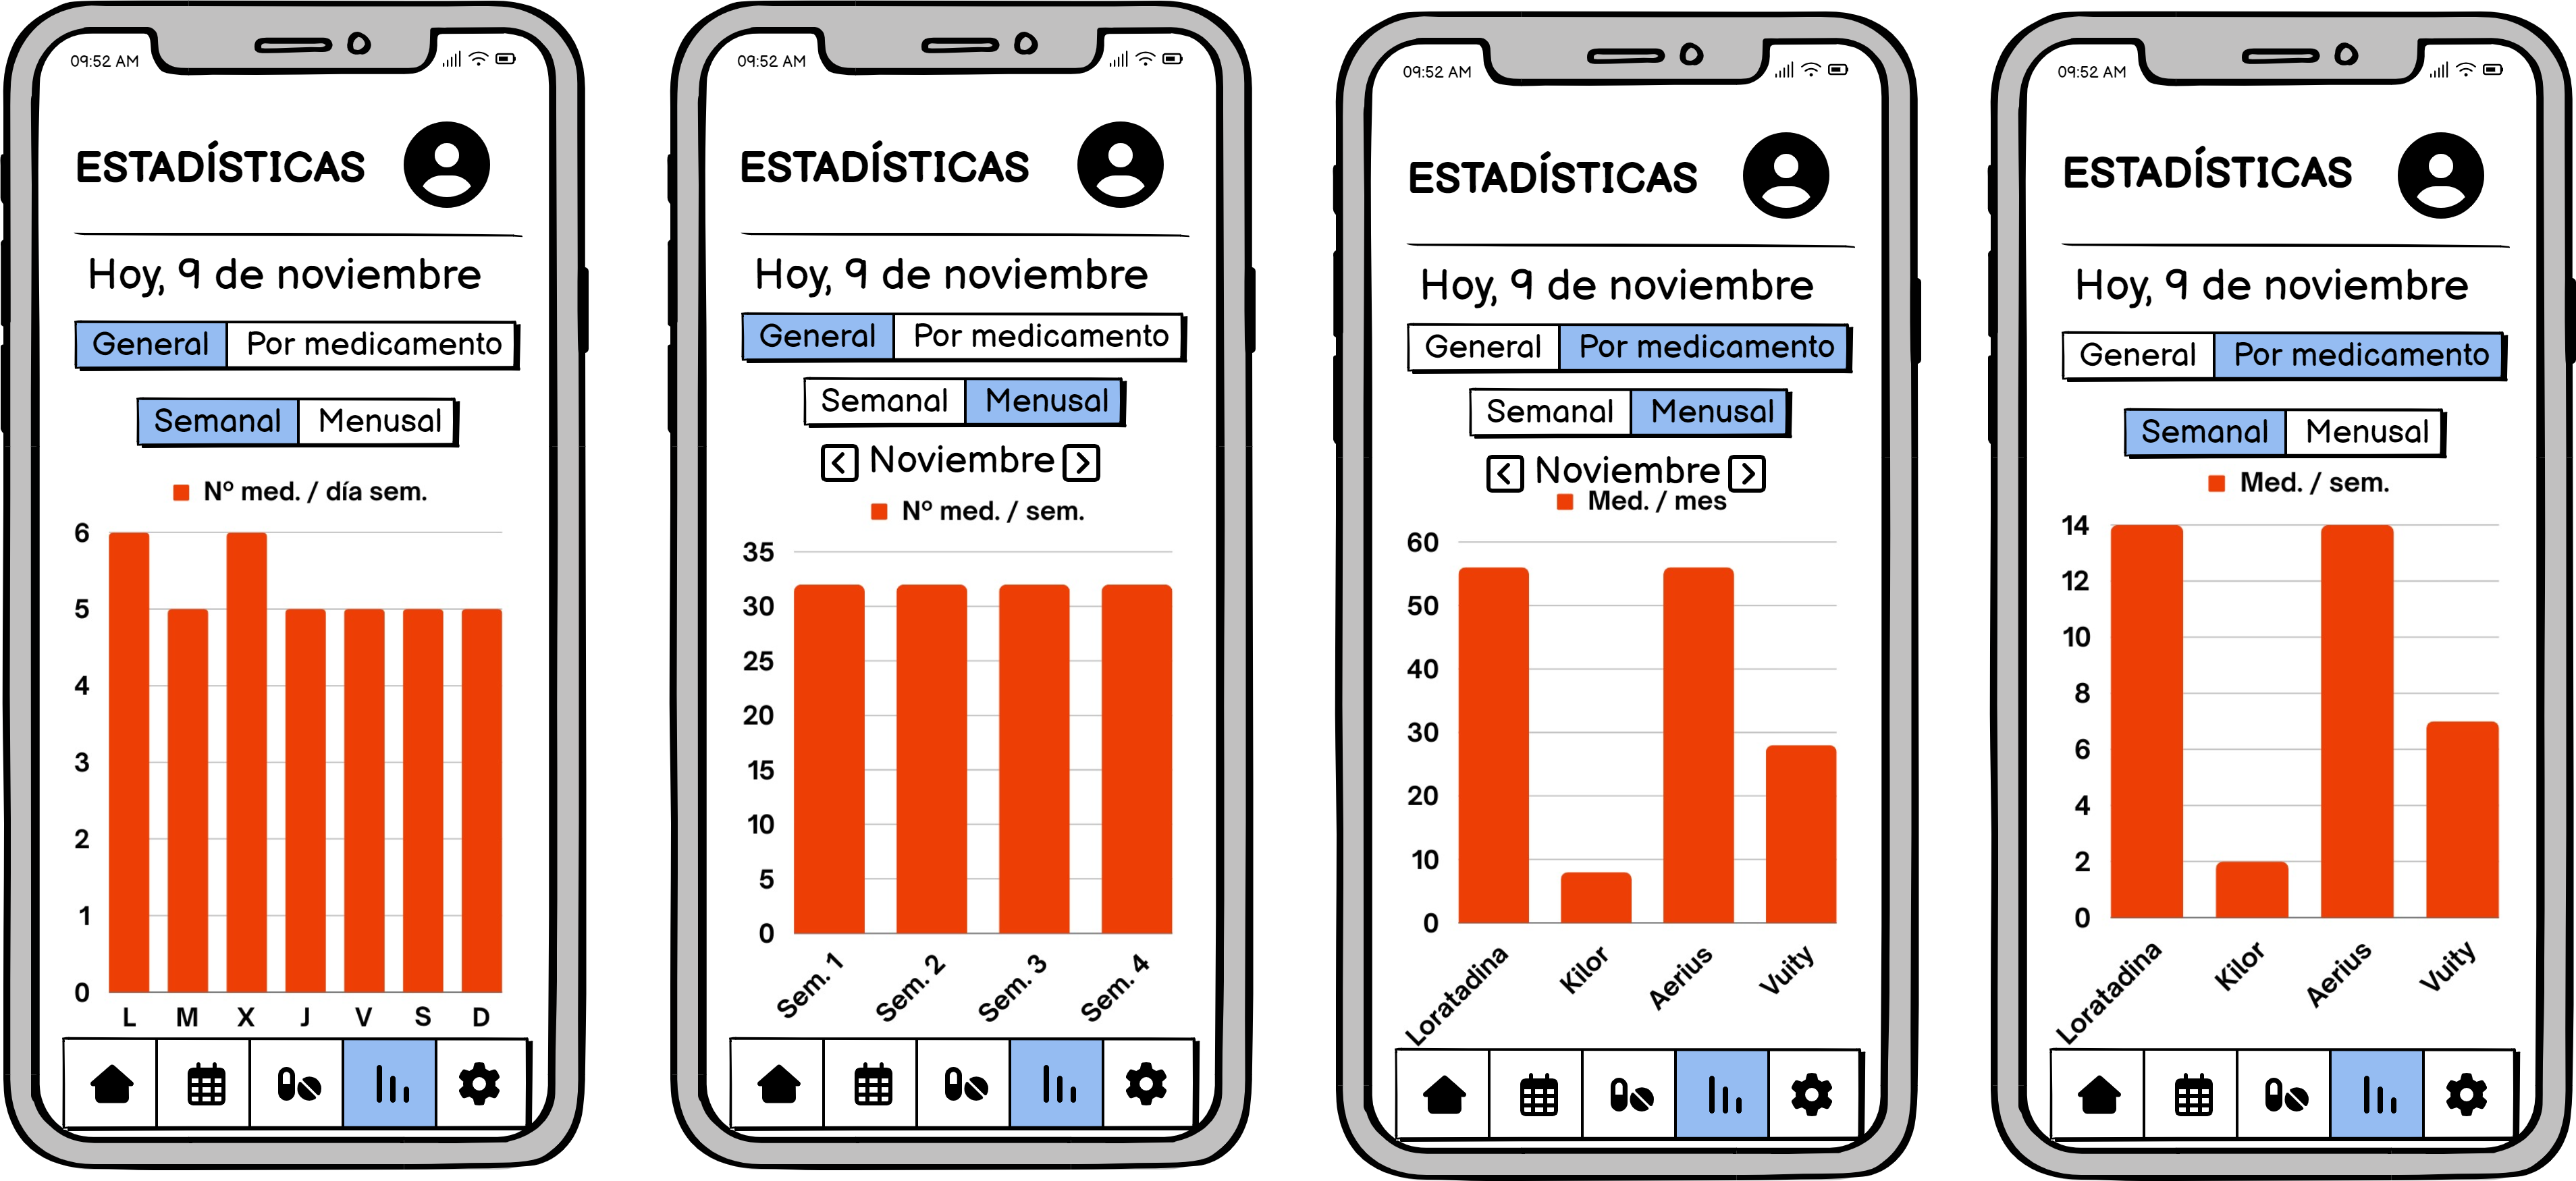 09:52 AM
ESTADÍSTICAS
Hoy, 9 de noviembre
General Por medicamento
Semanal Menusal
Nº med. / día sem.
6
5
4
3
2
1
0
L M X J V S D
09:52 AM
ESTADÍSTICAS
Hoy, 9 de noviembre
General Por medicamento
Semanal Menusal
Noviembre
Nº med. / sem.
35
30
25
20
15
10
5
0
Sem. 1 Sem. 2 Sem. 3 Sem. 4
09:52 AM
ESTADÍSTICAS
Hoy, 9 de noviembre
General Por medicamento
Semanal Menusal
Noviembre
Med. / mes
60
50
40
30
20
10
0
Loratadina Kilor Aerius Vuity
09:52 AM
ESTADÍSTICAS
Hoy, 9 de noviembre
General Por medicamento
Semanal Menusal
Med. / sem.
14
12
10
8
6
4
2
0
Loratadina Kilor Aerius Vuity